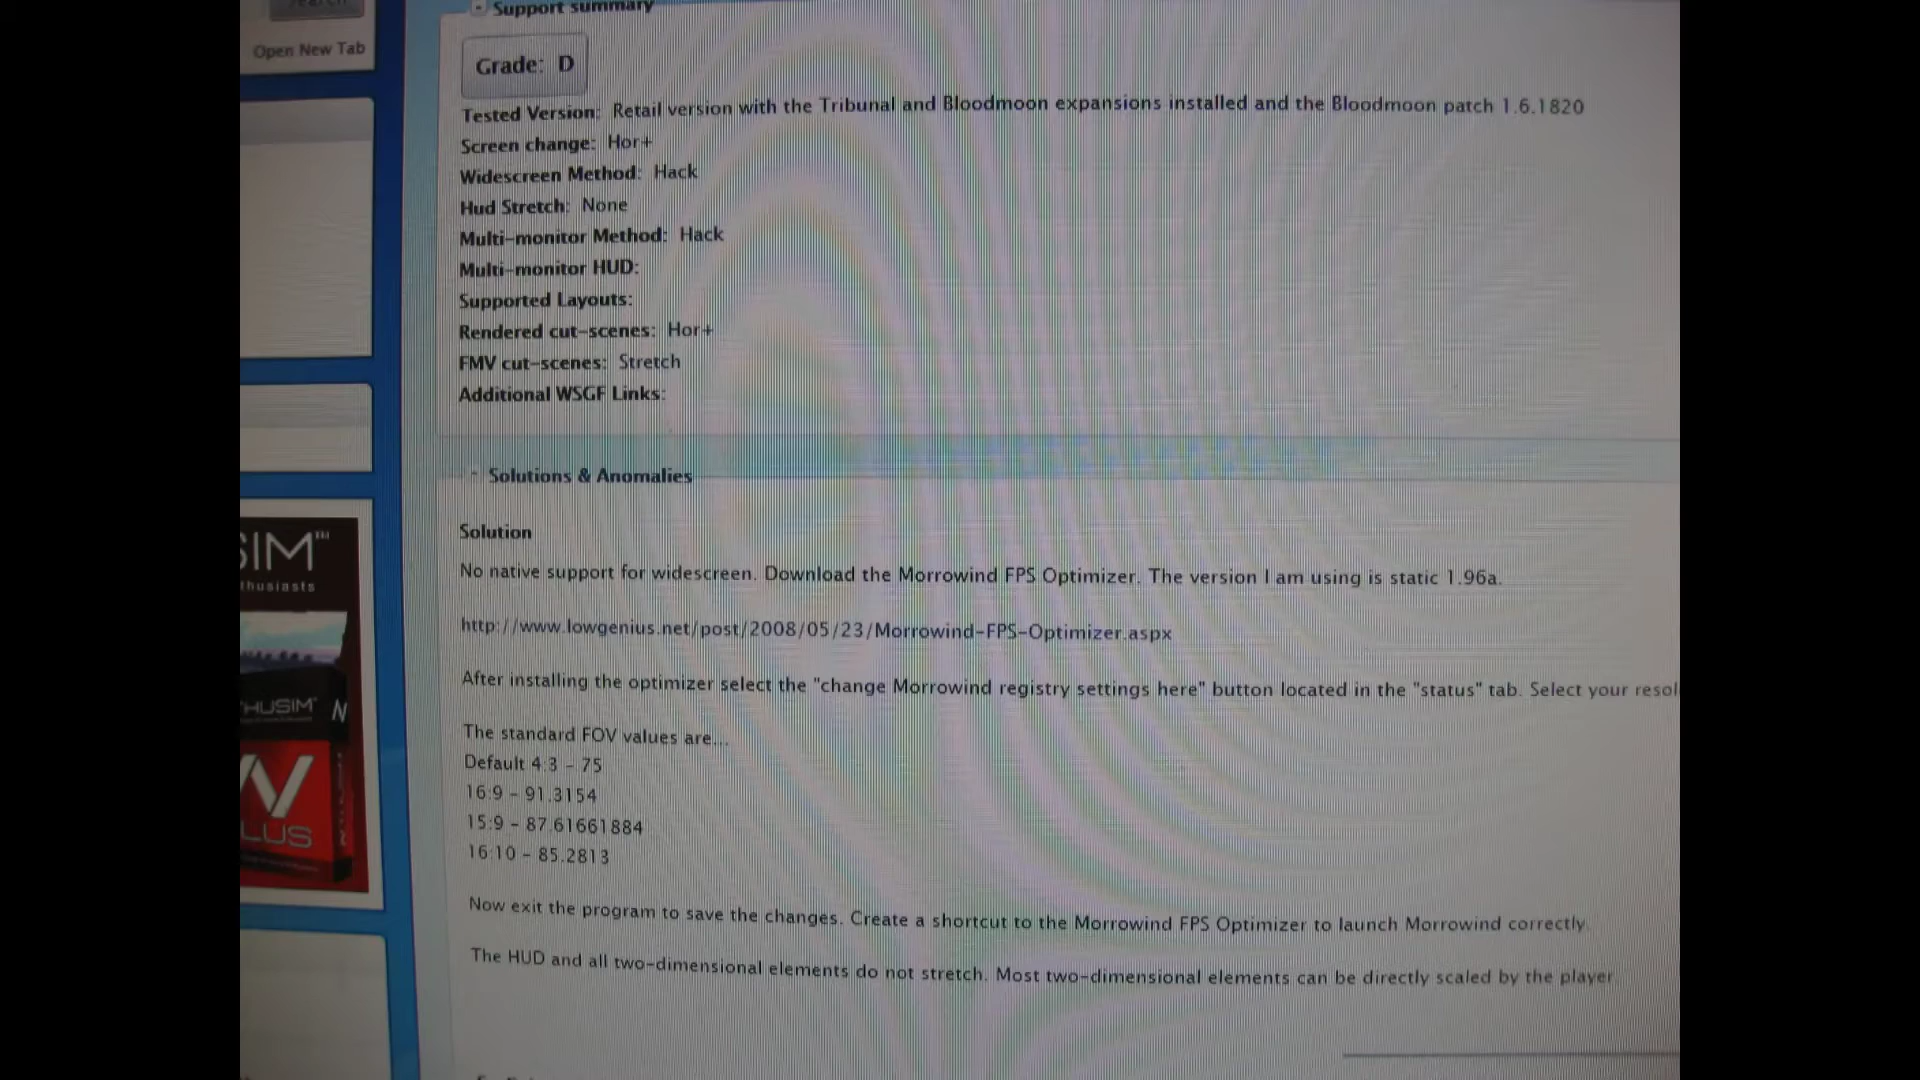 Search
Open New Tab
Support summary
Grade: D
Tested Version: Retail version with the Tribunal and Bloodmoon expansions installed and the Bloodmoon patch 1.6.1820
Screen change: Hor+
Widescreen Method: Hack
Hud Stretch: None
Multi-monitor Method: Hack
Multi-monitor HUD:
Supported Layouts:
Rendered cut-scenes: Hor+
FMV cut-scenes: Stretch
Additional WSGF Links:
Solutions & Anomalies
Solution
No native support for widescreen. Download the Morrowind FPS Optimizer. The version I am using is static 1.96a.
http://www.lowgenius.net/post/2008/05/23/Morrowind-FPS-Optimizer.aspx
After installing the optimizer select the "change Morrowind registry settings here" button located in the "status" tab. Select your resol
The standard FOV values are...
Default 4:3 - 75
16:9 - 91.3154
15:9 - 87.61661884
16:10 - 85.2813
Now exit the program to save the changes. Create a shortcut to the Morrowind FPS Optimizer to launch Morrowind correctly.
The HUD and all two-dimensional elements do not stretch. Most two-dimensional elements can be directly scaled by the player.
SIM™
thusiasts
HUSIM™ N
LUS